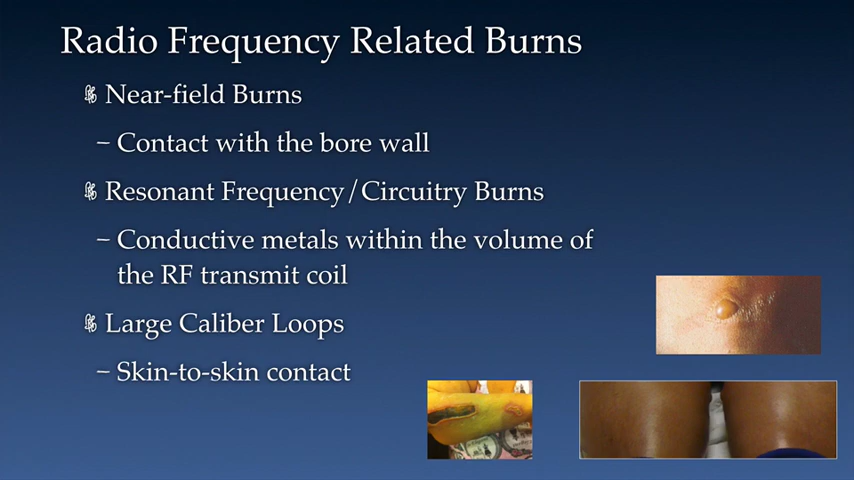 Radio Frequency Related Burns
Near-field Burns
– Contact with the bore wall
Resonant Frequency/Circuitry Burns
– Conductive metals within the volume of
the RF transmit coil
Large Caliber Loops
– Skin-to-skin contact